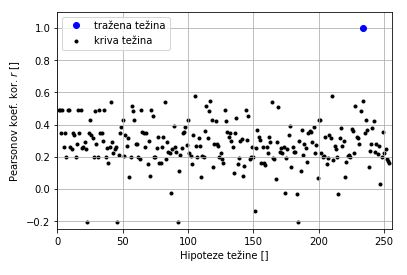 tražena težina
kriva težina
Pearsonov koef. kor. r []
1.0
0.8
0.6
0.4
0.2
0.0
−0.2
0 50 100 150 200 250
Hipoteze težine []